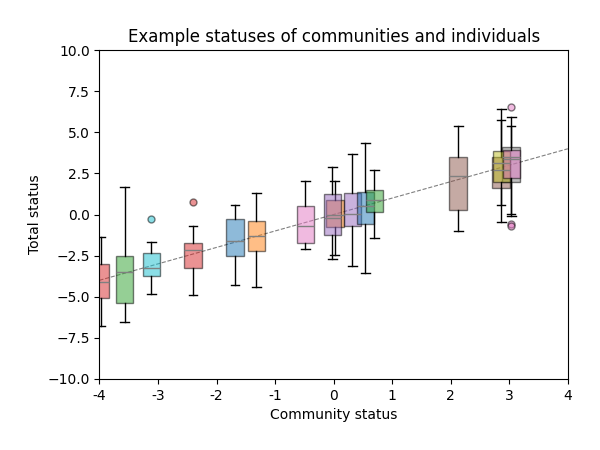 Example statuses of communities and individuals
10.0
7.5
5.0
2.5
0.0
−2.5
−5.0
−7.5
−10.0
Total status
-4 -3 -2 -1 0 1 2 3 4
Community status